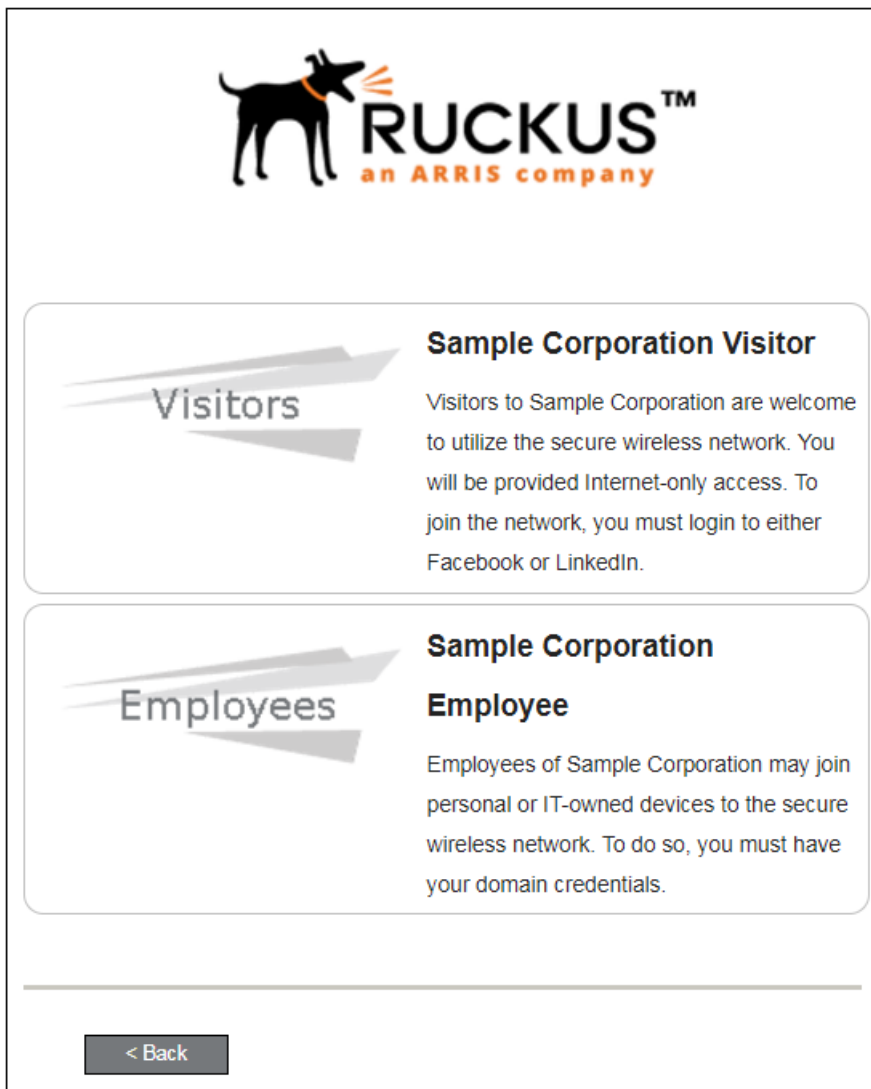 RUCKUS™
an ARRIS company
Visitors
Sample Corporation Visitor
Visitors to Sample Corporation are welcome
to utilize the secure wireless network. You
will be provided Internet-only access. To
join the network, you must login to either
Facebook or LinkedIn.
Employees
Sample Corporation
Employee
Employees of Sample Corporation may join
personal or IT-owned devices to the secure
wireless network. To do so, you must have
your domain credentials.
< Back